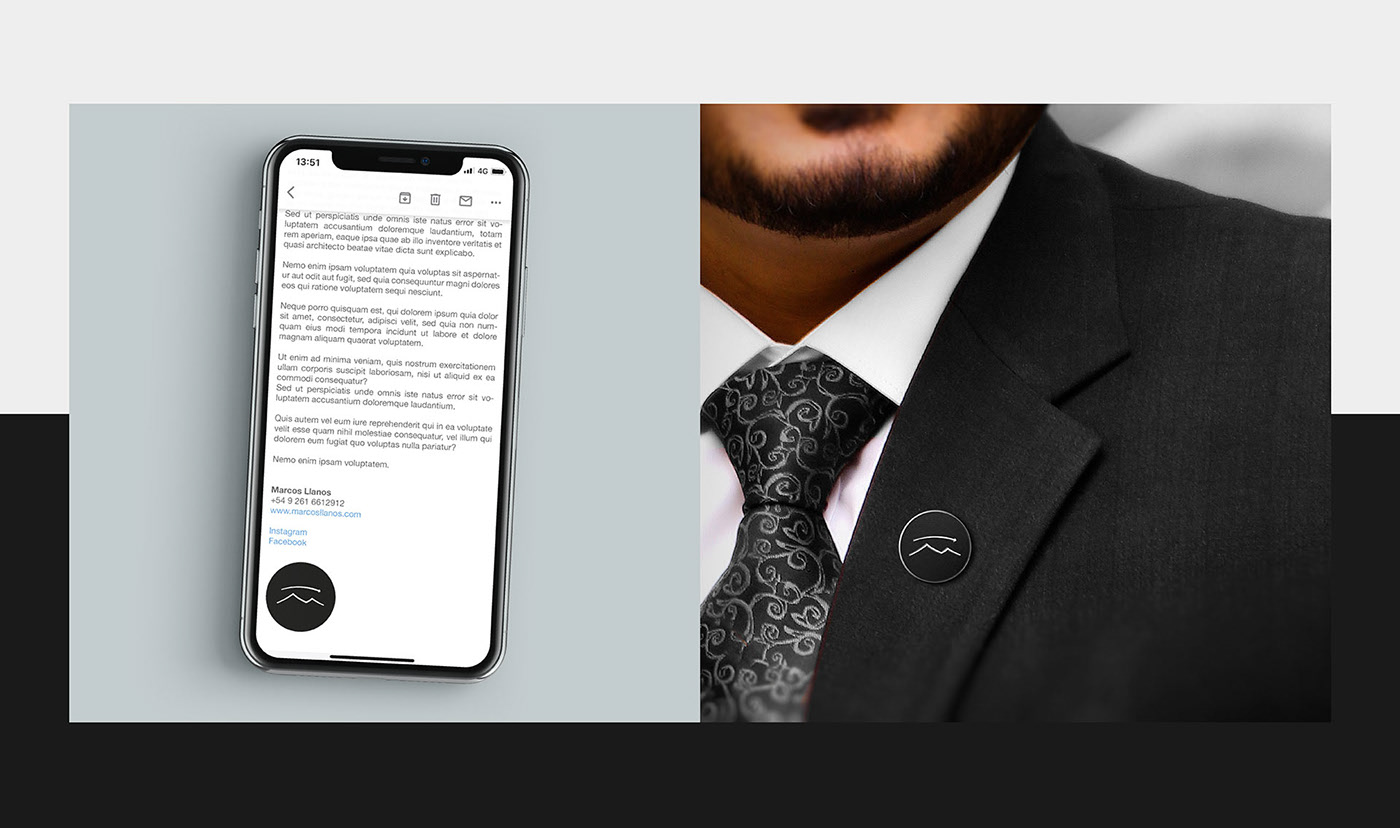 13:51
4G
Sed ut perspiciatis unde omnis iste natus error sit vo-
luptatem accusantium doloremque laudantium, totam
rem aperiam, eaque ipsa quae ab illo inventore veritatis et
quasi architecto beatae vitae dicta sunt explicabo.
Nemo enim ipsam voluptatem quia voluptas sit aspernat-
ur aut odit aut fugit, sed quia consequuntur magni dolores
eos qui ratione voluptatem sequi nesciunt.
Neque porro quisquam est, qui dolorem ipsum quia dolor
sit amet, consectetur, adipisci velit, sed quia non num-
quam eius modi tempora incidunt ut labore et dolore
magnam aliquam quaerat voluptatem.
Ut enim ad minima veniam, quis nostrum exercitationem
ullam corporis suscipit laboriosam, nisi ut aliquid ex ea
commodi consequatur?
Sed ut perspiciatis unde omnis iste natus error sit vo-
luptatem accusantium doloremque laudantium.
Quis autem vel eum iure reprehenderit qui in ea voluptate
velit esse quam nihil molestiae consequatur, vel illum qui
dolorem eum fugiat quo voluptas nulla pariatur?
Nemo enim ipsam voluptatem.
Marcos Llanos
+54 9 261 6612912
www.marcosllanos.com
Instagram
Facebook